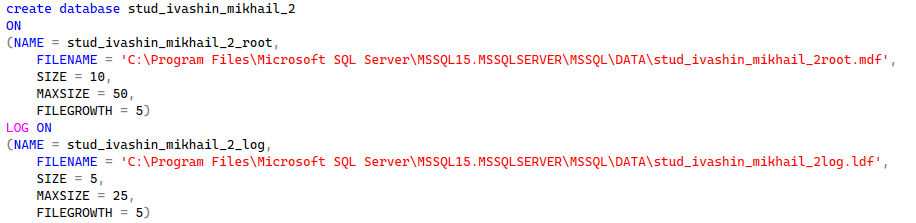 create database stud_ivashin_mikhail_2
ON
(NAME = stud_ivashin_mikhail_2_root,
    FILENAME = 'C:\Program Files\Microsoft SQL Server\MSSQL15.MSSQLSERVER\MSSQL\DATA\stud_ivashin_mikhail_2root.mdf',
    SIZE = 10,
    MAXSIZE = 50,
    FILEGROWTH = 5)
LOG ON
(NAME = stud_ivashin_mikhail_2_log,
    FILENAME = 'C:\Program Files\Microsoft SQL Server\MSSQL15.MSSQLSERVER\MSSQL\DATA\stud_ivashin_mikhail_2log.ldf',
    SIZE = 5,
    MAXSIZE = 25,
    FILEGROWTH = 5)